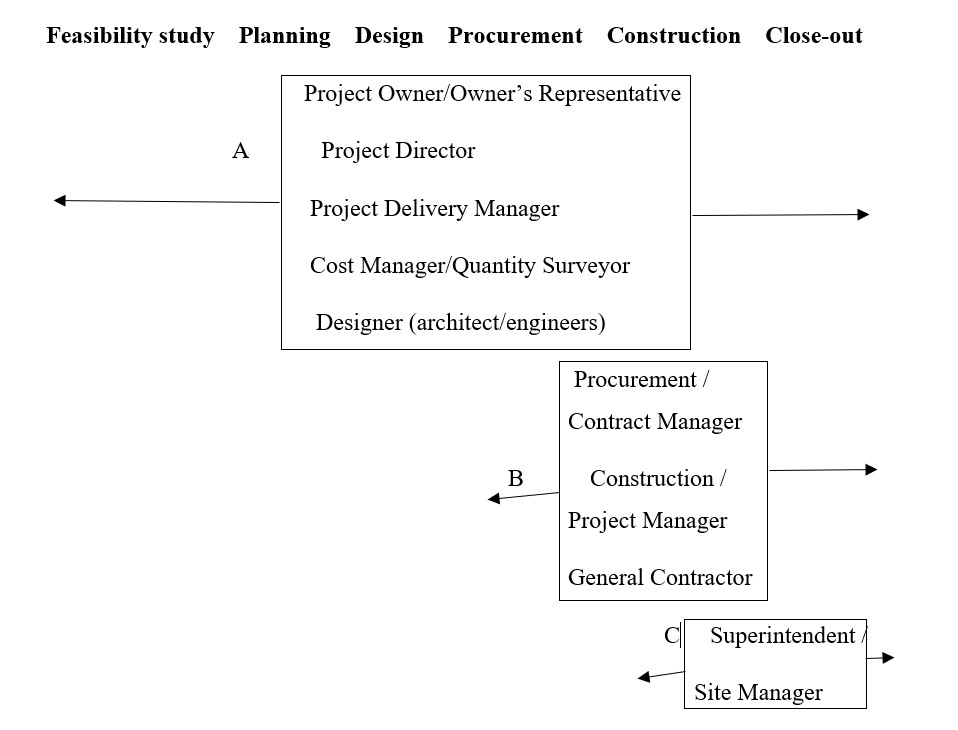 Feasibility study Planning Design Procurement Construction Close-out
Project Owner/Owner’s Representative
A Project Director
Project Delivery Manager
Cost Manager/Quantity Surveyor
Designer (architect/engineers)
Procurement /
Contract Manager
B Construction /
Project Manager
General Contractor
C Superintendent /
Site Manager